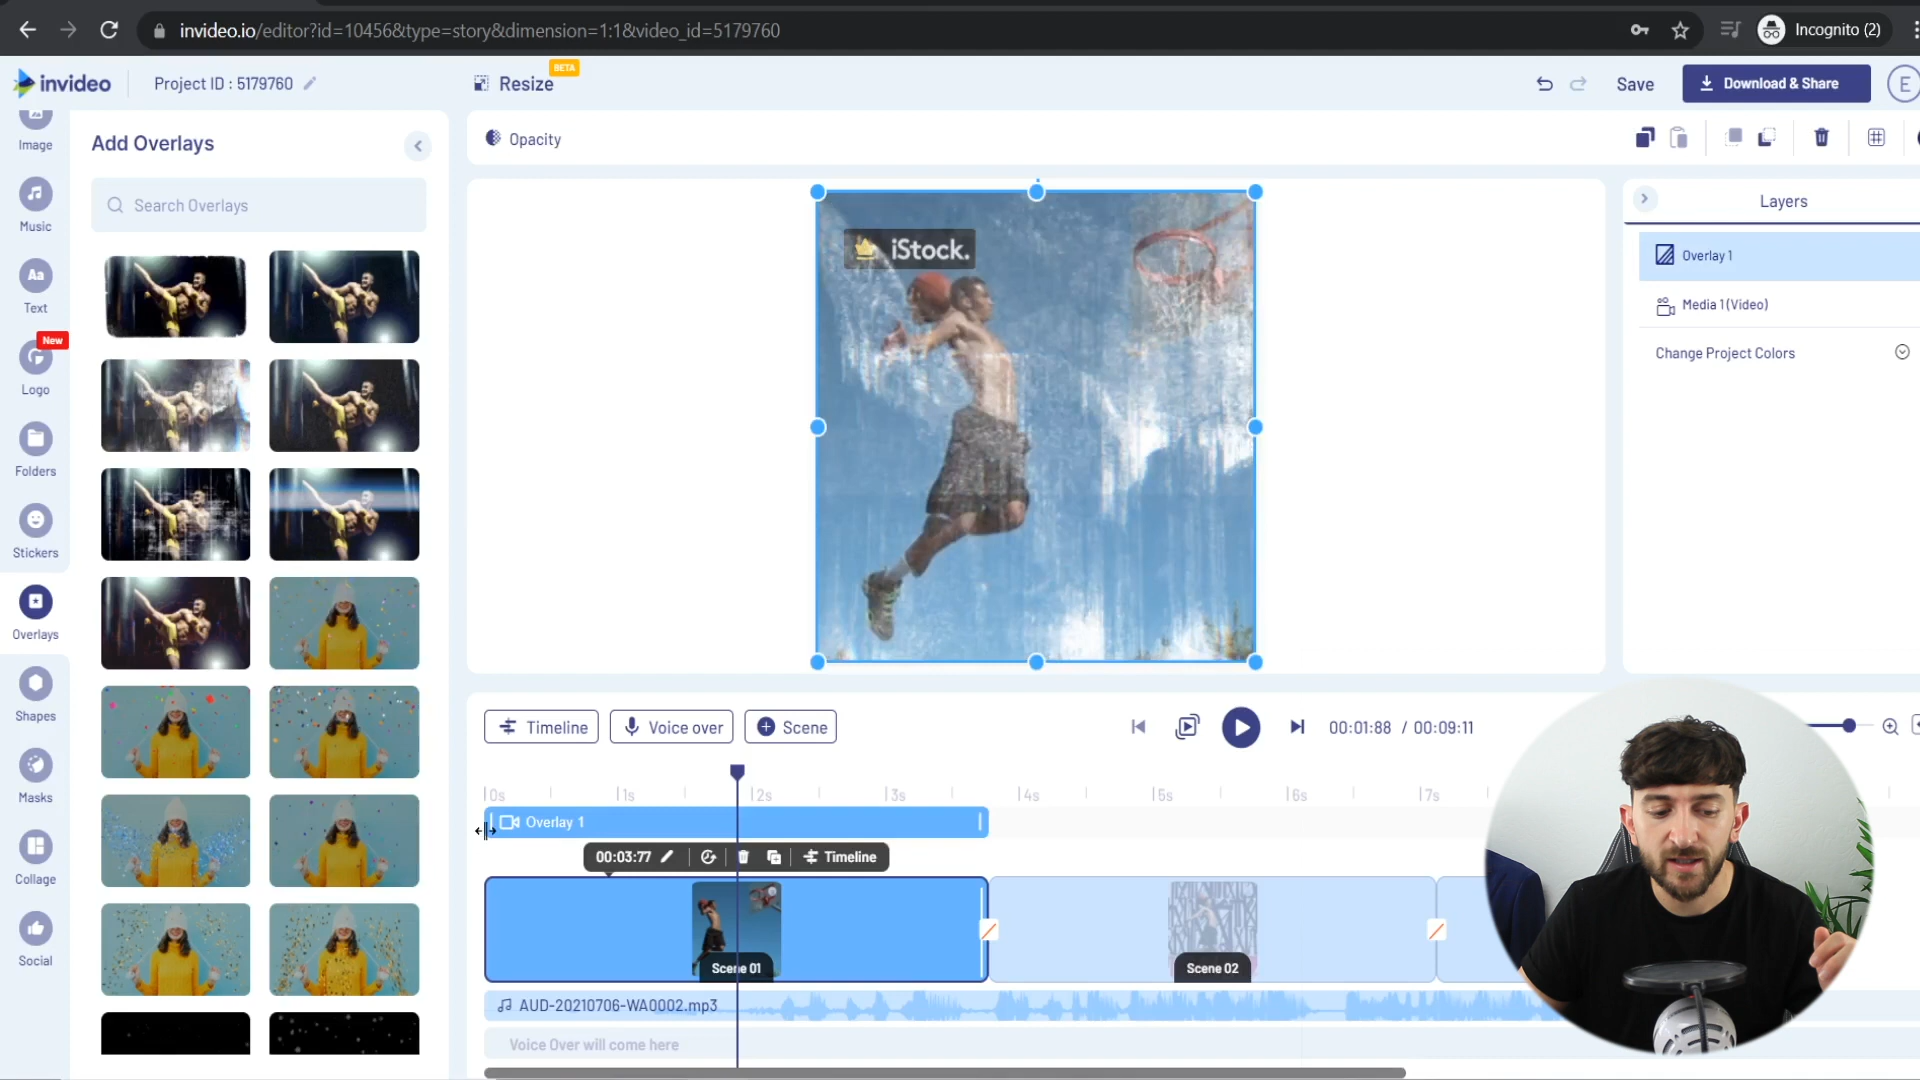 invideo.io/editor?id=10456&type=story&dimension=1:1&video_id=5179760
Incognito (2)
invideo
Project ID : 5179760
Resize
BETA
Save
Download & Share
E
Image
Music
Aa
Text
New
Logo
Folders
Stickers
Overlays
Shapes
Masks
Collage
Social
Add Overlays
Search Overlays
Opacity
iStock.
Layers
Overlay 1
Media 1 (Video)
Change Project Colors
Timeline
Voice over
Scene
00:01:88 / 00:09:11
0s
1s
2s
3s
4s
5s
6s
7s
Overlay 1
00:03:77
Timeline
Scene 01
Scene 02
AUD-20210706-WA0002.mp3
Voice Over will come here